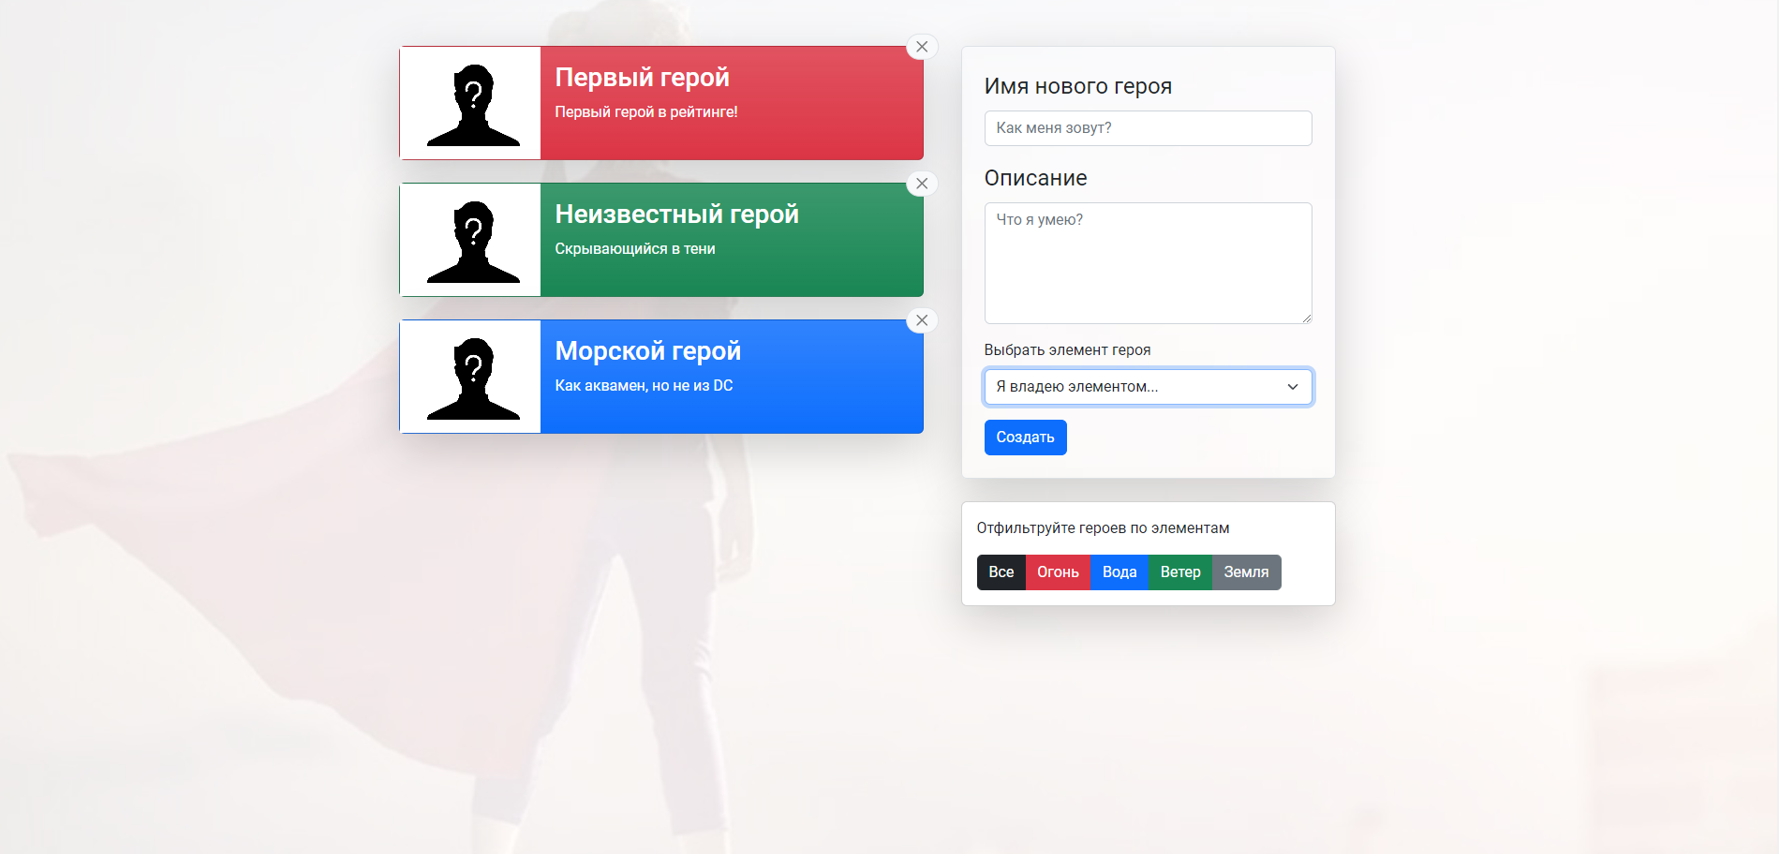 Первый герой
Первый герой в рейтинге!
Неизвестный герой
Скрывающийся в тени
Морской герой
Как аквамен, но не из DC
Имя нового героя
Как меня зовут?
Описание
Что я умею?
Выбрать элемент героя
Я владею элементом...
Создать
Отфильтруйте героев по элементам
Все Огонь Вода Ветер Земля